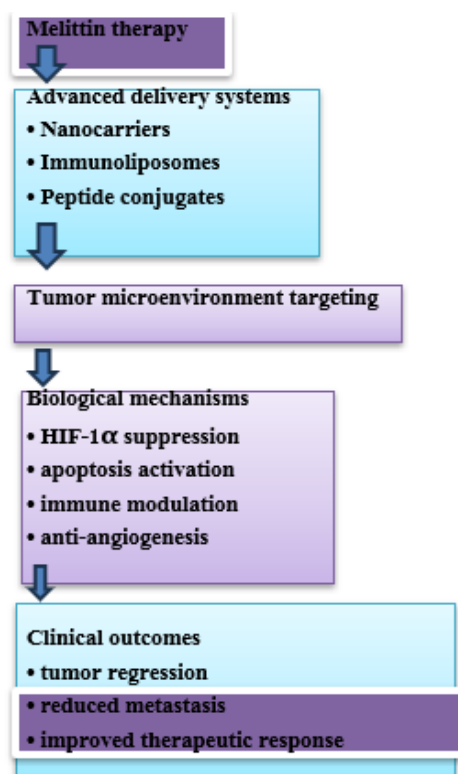 Melittin therapy
Advanced delivery systems
• Nanocarriers
• Immunoliposomes
• Peptide conjugates
Tumor microenvironment targeting
Biological mechanisms
• HIF-1α suppression
• apoptosis activation
• immune modulation
• anti-angiogenesis
Clinical outcomes
• tumor regression
• reduced metastasis
• improved therapeutic response